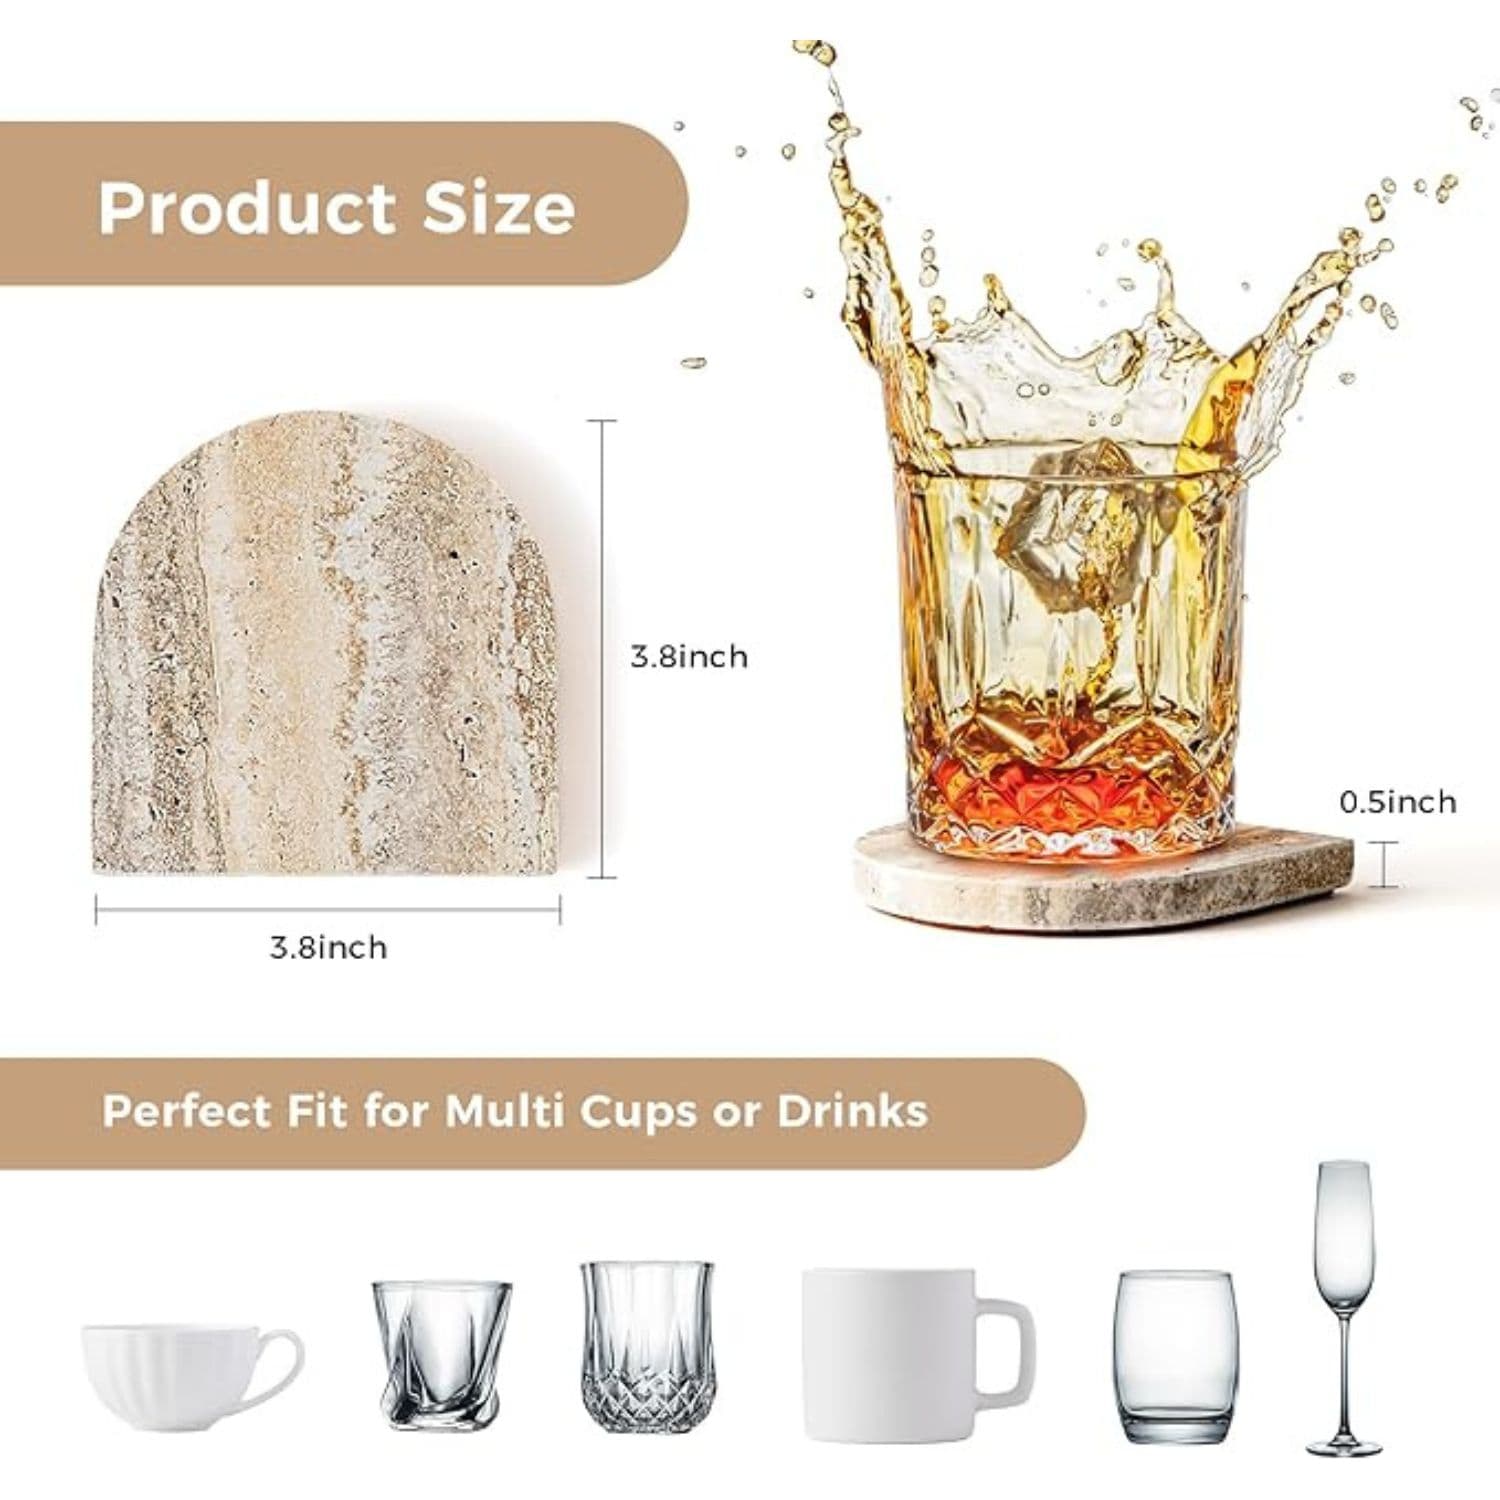 Product Size
3.8inch
0.5inch
3.8inch
Perfect Fit for Multi Cups or Drinks